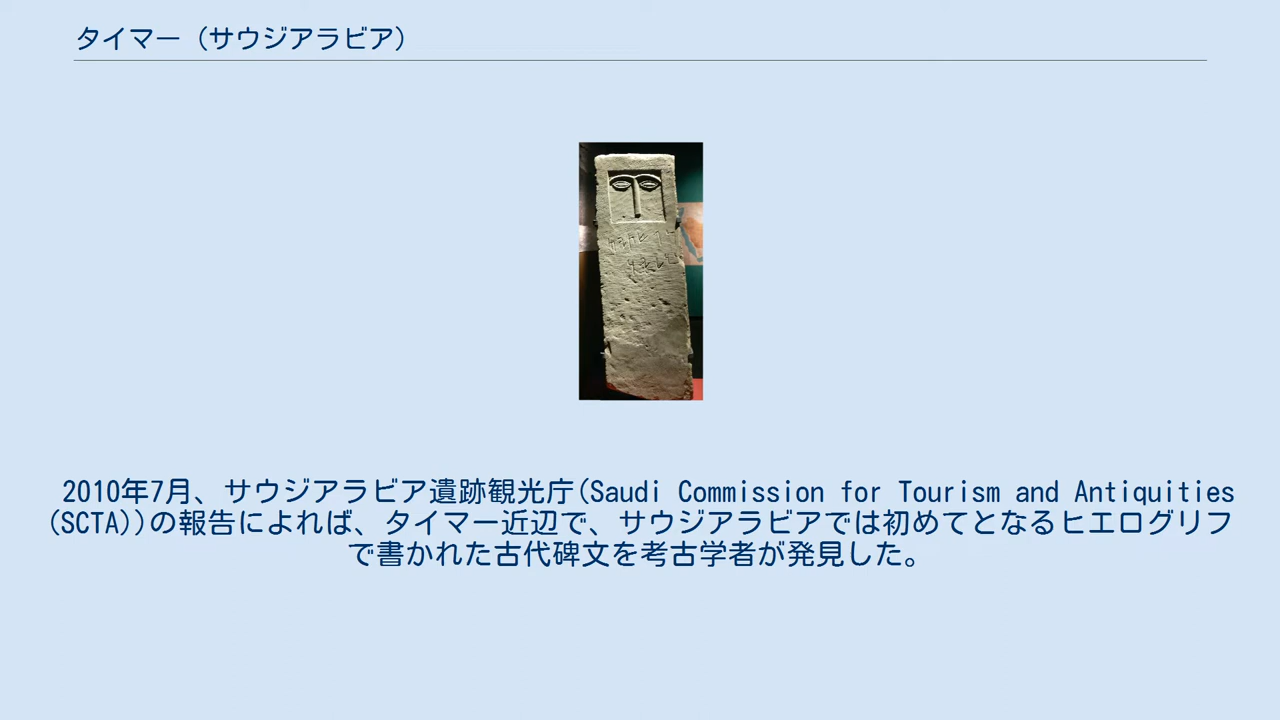 タイマー（サウジアラビア）
2010年7月、サウジアラビア遺跡観光庁(Saudi Commission for Tourism and Antiquities
(SCTA))の報告によれば、タイマー近辺で、サウジアラビアでは初めてとなるヒエログリフ
で書かれた古代碑文を考古学者が発見した。